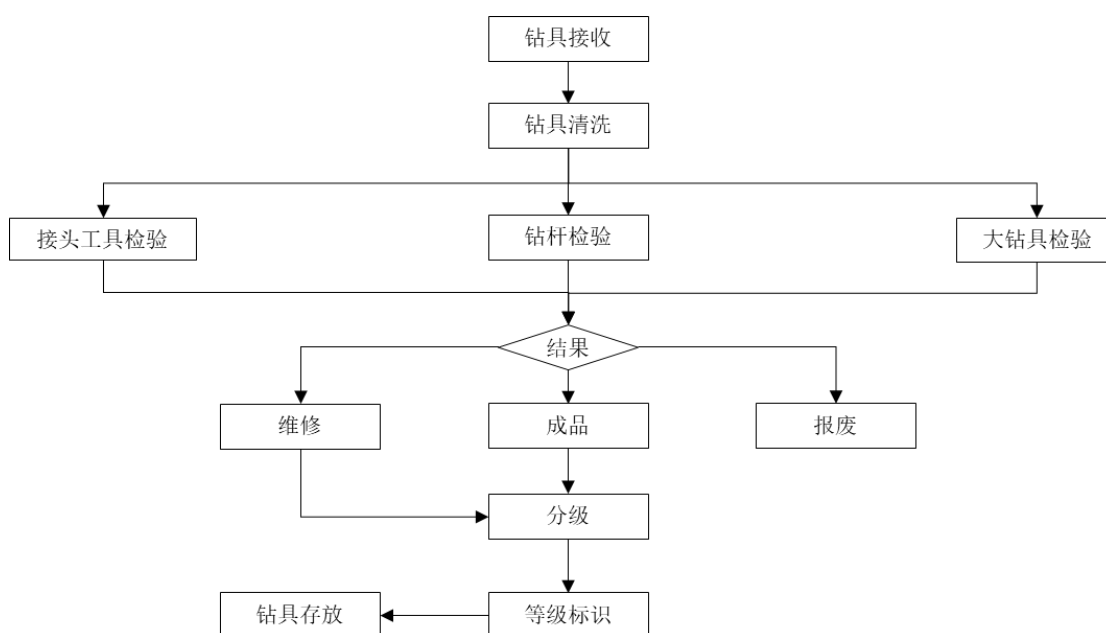 钻具接收
钻具清洗
接头工具检验
钻杆检验
大钻具检验
结果
维修
成品
报废
分级
钻具存放
等级标识